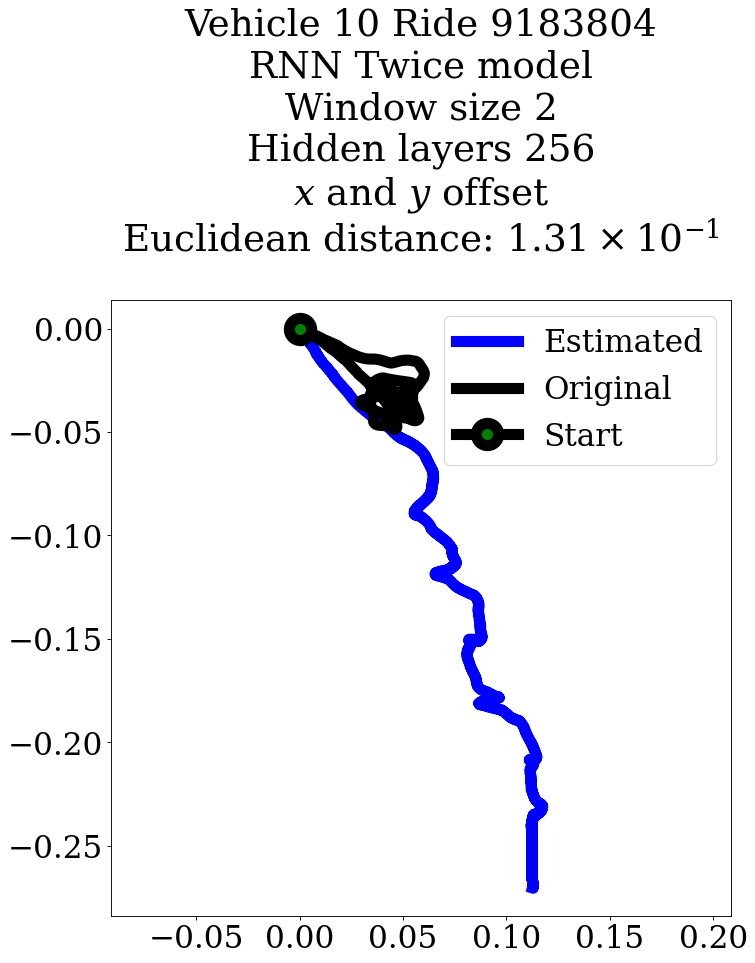 Vehicle 10 Ride 9183804
RNN Twice model
Window size 2
Hidden layers 256
x and y offset
Euclidean distance: 1.31 × 10⁻¹
Estimated
Original
Start
0.00
−0.05
−0.10
−0.15
−0.20
−0.25
−0.05 0.00 0.05 0.10 0.15 0.20